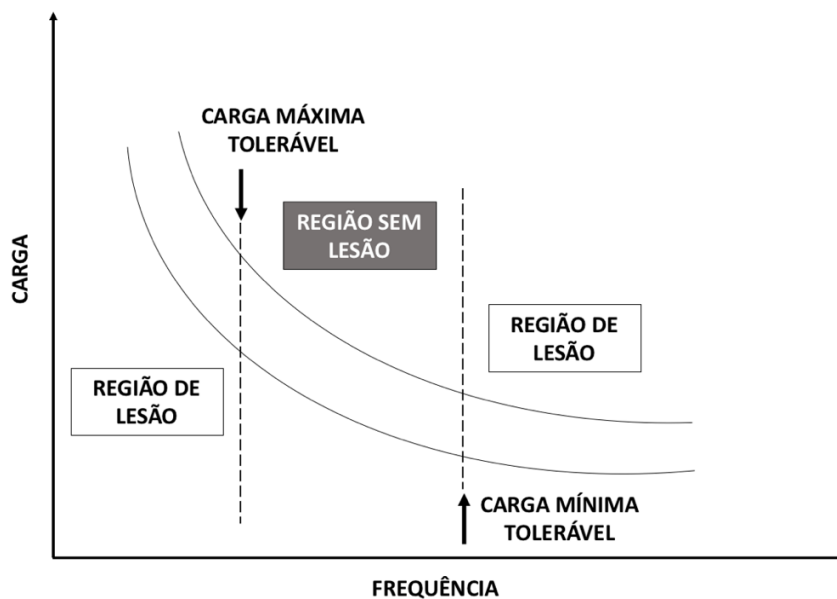 CARGA MÁXIMA
TOLERÁVEL
REGIÃO SEM
LESÃO
CARGA
REGIÃO DE
LESÃO
REGIÃO DE
LESÃO
CARGA MÍNIMA
TOLERÁVEL
FREQUÊNCIA